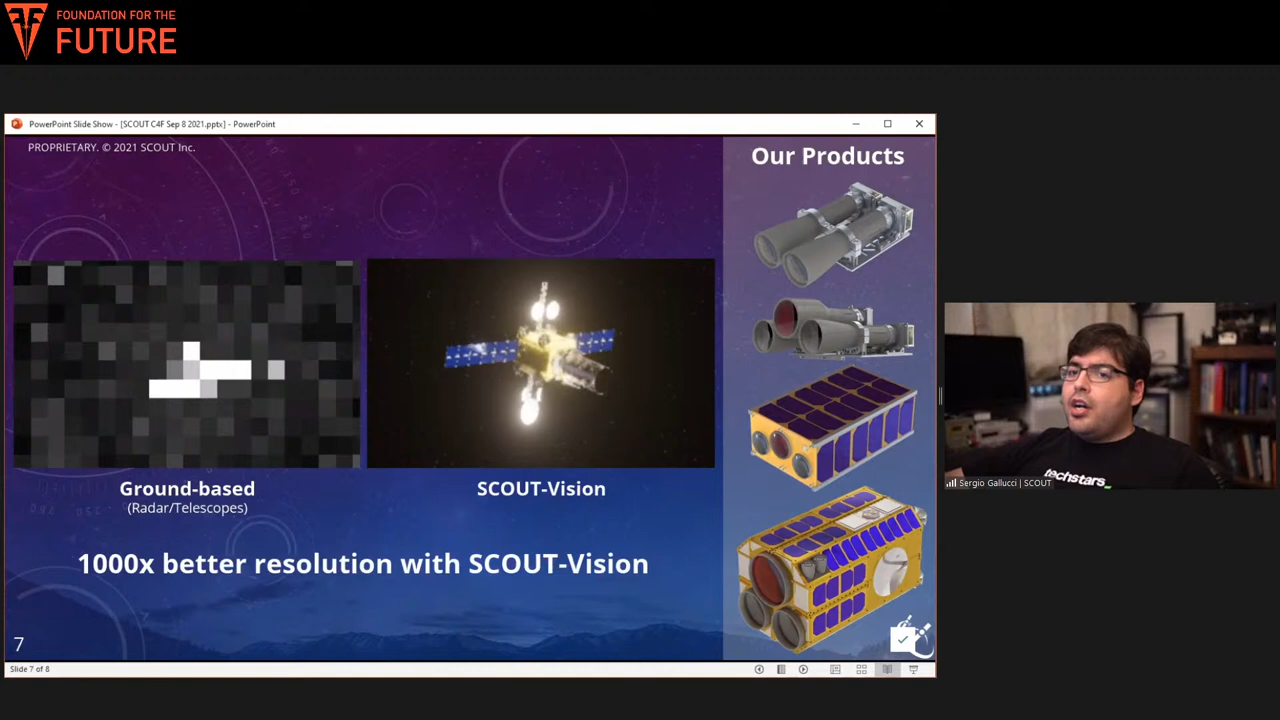 FOUNDATION FOR THE
FUTURE
PowerPoint Slide Show - [SCOUT C4F Sep 8 2021.pptx] - PowerPoint
PROPRIETARY. © 2021 SCOUT Inc.
Our Products
Ground-based
(Radar/Telescopes)
SCOUT-Vision
1000x better resolution with SCOUT-Vision
7
Slide 7 of 8
techstars_
Sergio Gallucci | SCOUT